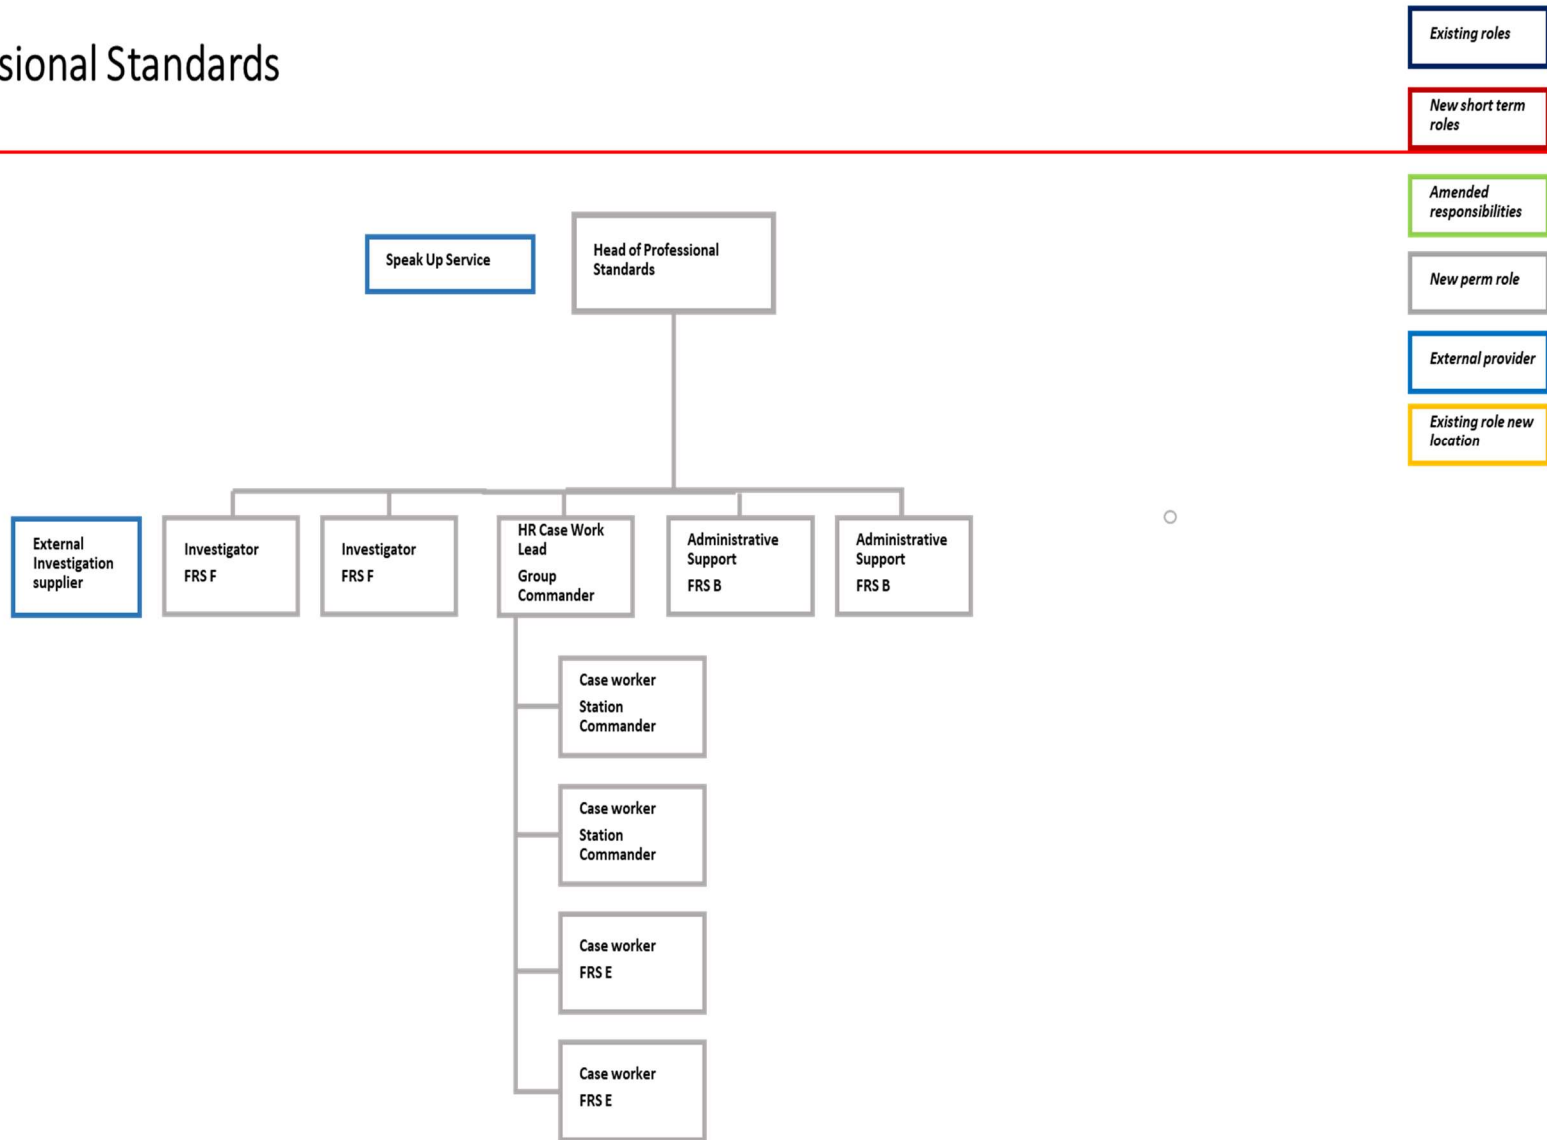 sional Standards
Existing roles
New short term
roles
Amended
responsibilities
New perm role
External provider
Existing role new
location
Speak Up Service
Head of Professional
Standards
External
Investigation
supplier
Investigator
FRS F
Investigator
FRS F
HR Case Work
Lead
Group
Commander
Administrative
Support
FRS B
Administrative
Support
FRS B
Case worker
Station
Commander
Case worker
Station
Commander
Case worker
FRS E
Case worker
FRS E